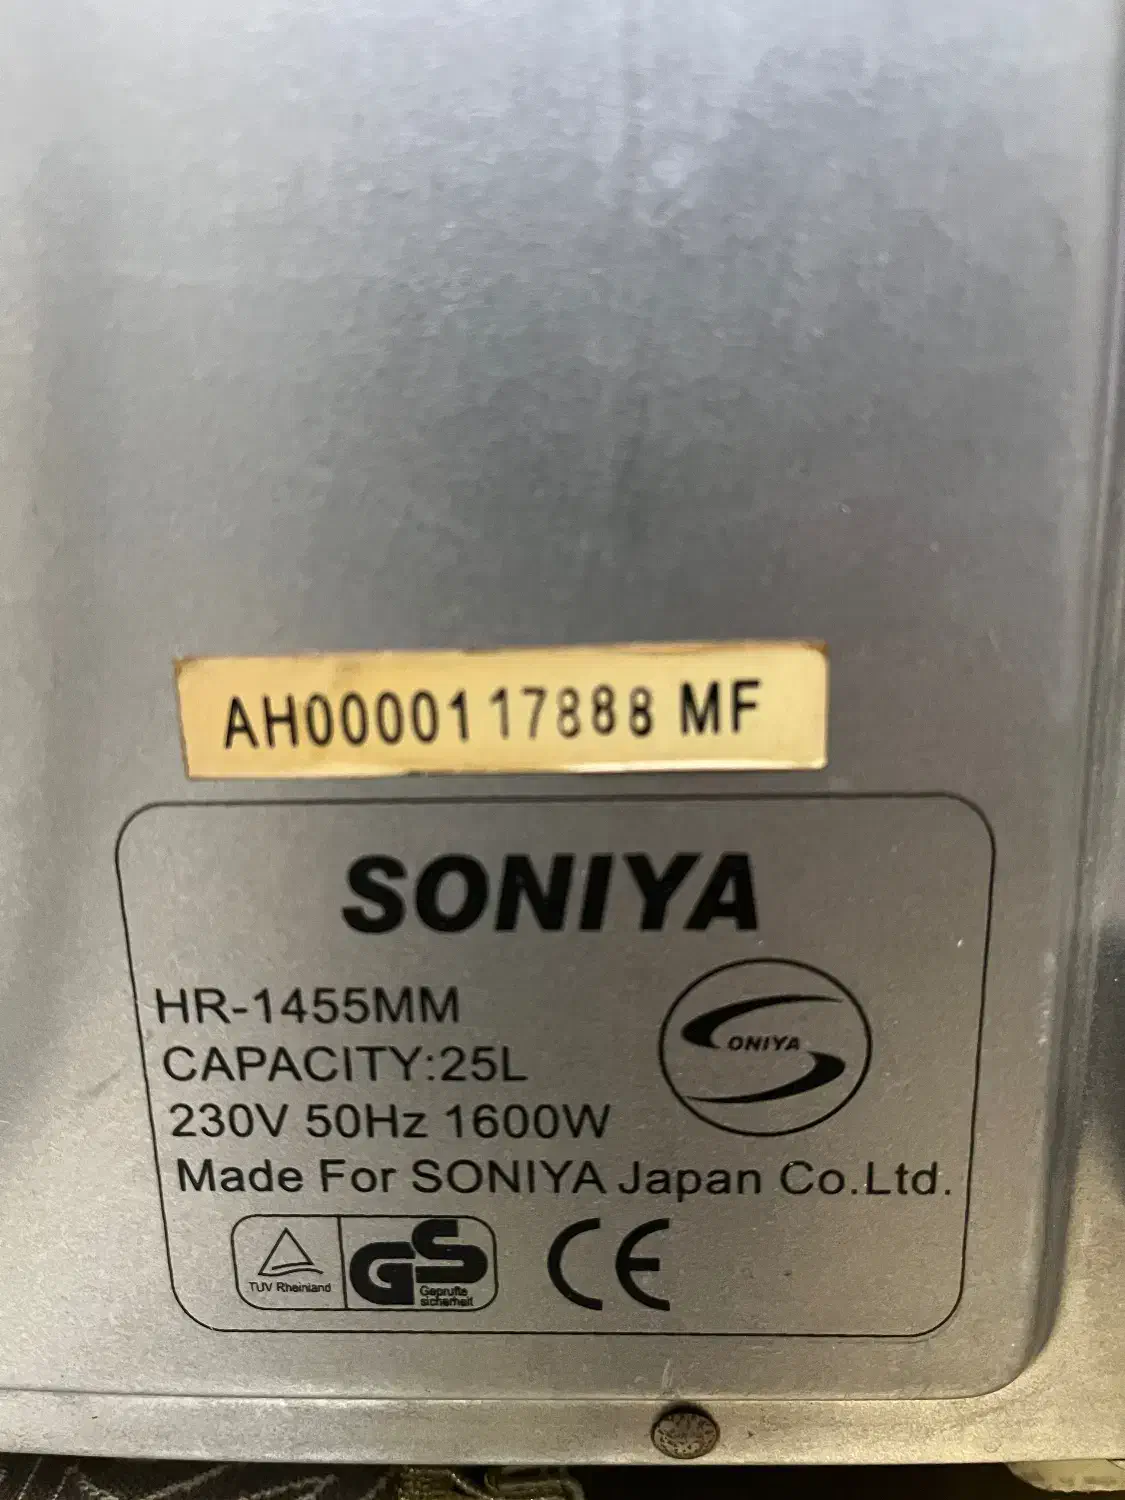 AH0000117888 MF
SONIYA
HR-1455MM
SONIYA
CAPACITY:25L
230V 50Hz 1600W
Made For SONIYA Japan Co.Ltd.
TUV Rheinland
GS
Geprufte
sicherheit
CE